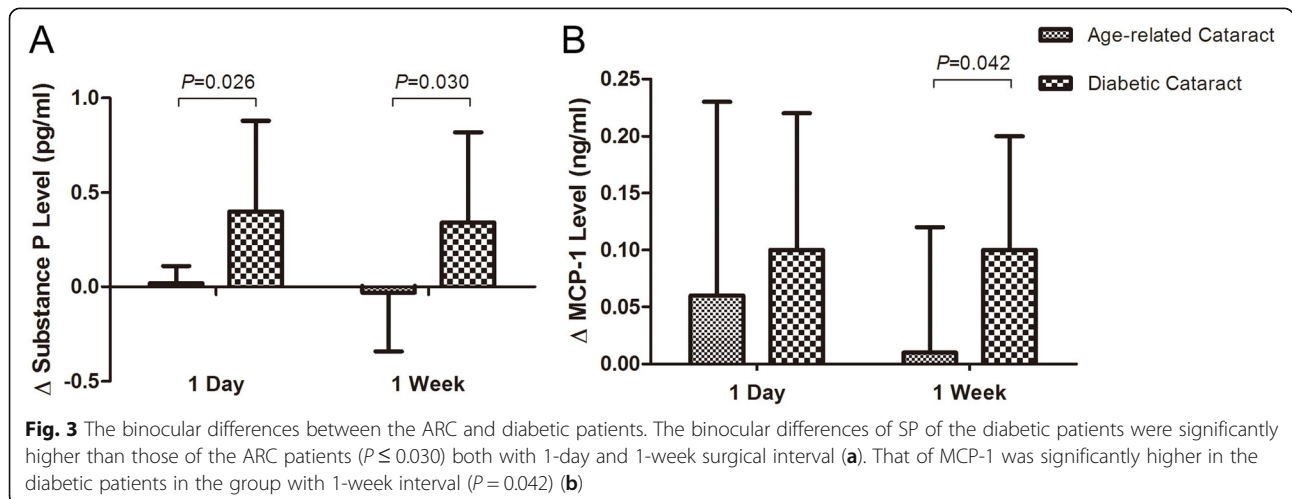 A
P=0.026
P=0.030
Δ Substance P Level (pg/ml)
1.0
0.5
0.0
-0.5
1 Day
1 Week
B
Age-related Cataract
Diabetic Cataract
P=0.042
Δ MCP-1 Level (ng/ml)
0.25
0.20
0.15
0.10
0.05
0.00
1 Day
1 Week
Fig. 3 The binocular differences between the ARC and diabetic patients. The binocular differences of SP of the diabetic patients were significantly
higher than those of the ARC patients (P ≤ 0.030) both with 1-day and 1-week surgical interval (a). That of MCP-1 was significantly higher in the
diabetic patients in the group with 1-week interval (P = 0.042) (b)